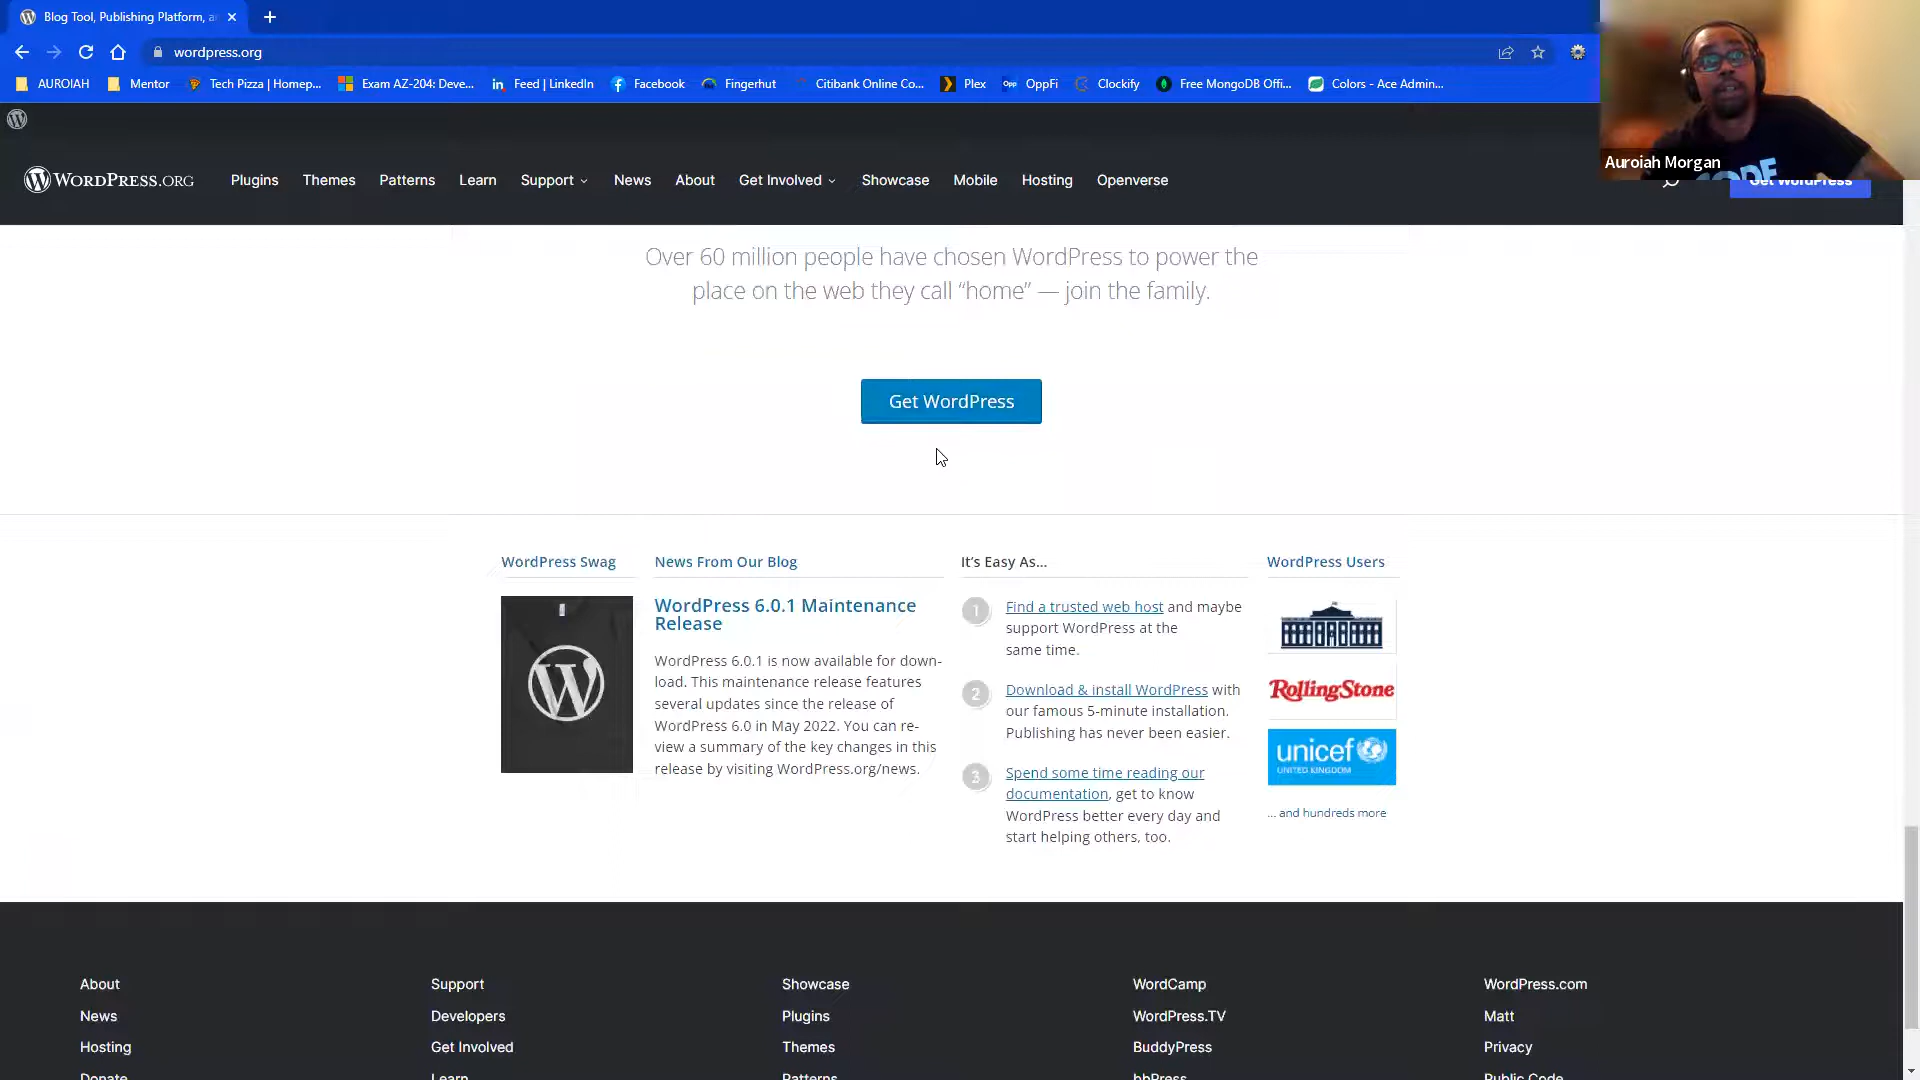 Blog Tool, Publishing Platform, a
wordpress.org
AUROIAH
Mentor
Tech Pizza | Homep...
Exam AZ-204: Deve...
Feed | LinkedIn
Facebook
Fingerhut
Citibank Online Co...
Plex
Opp OppFi
Clockify
Free MongoDB Offi...
Colors - Ace Admin...
Auroiah Morgan
CODE
WORDPRESS.ORG
Plugins
Themes
Patterns
Learn
Support
News
About
Get Involved
Showcase
Mobile
Hosting
Openverse
Get WordPress
Over 60 million people have chosen WordPress to power the
place on the web they call “home” — join the family.
Get WordPress
WordPress Swag
News From Our Blog
WordPress 6.0.1 Maintenance
Release
WordPress 6.0.1 is now available for down-
load. This maintenance release features
several updates since the release of
WordPress 6.0 in May 2022. You can re-
view a summary of the key changes in this
release by visiting WordPress.org/news.
It’s Easy As...
1 Find a trusted web host and maybe
support WordPress at the
same time.
2 Download & install WordPress with
our famous 5-minute installation.
Publishing has never been easier.
3 Spend some time reading our
documentation, get to know
WordPress better every day and
start helping others, too.
WordPress Users
RollingStone
unicef
UNITED KINGDOM
... and hundreds more
About
News
Hosting
Donate
Support
Developers
Get Involved
Learn
Showcase
Plugins
Themes
Patterns
WordCamp
WordPress.TV
BuddyPress
bbPress
WordPress.com
Matt
Privacy
Public Code